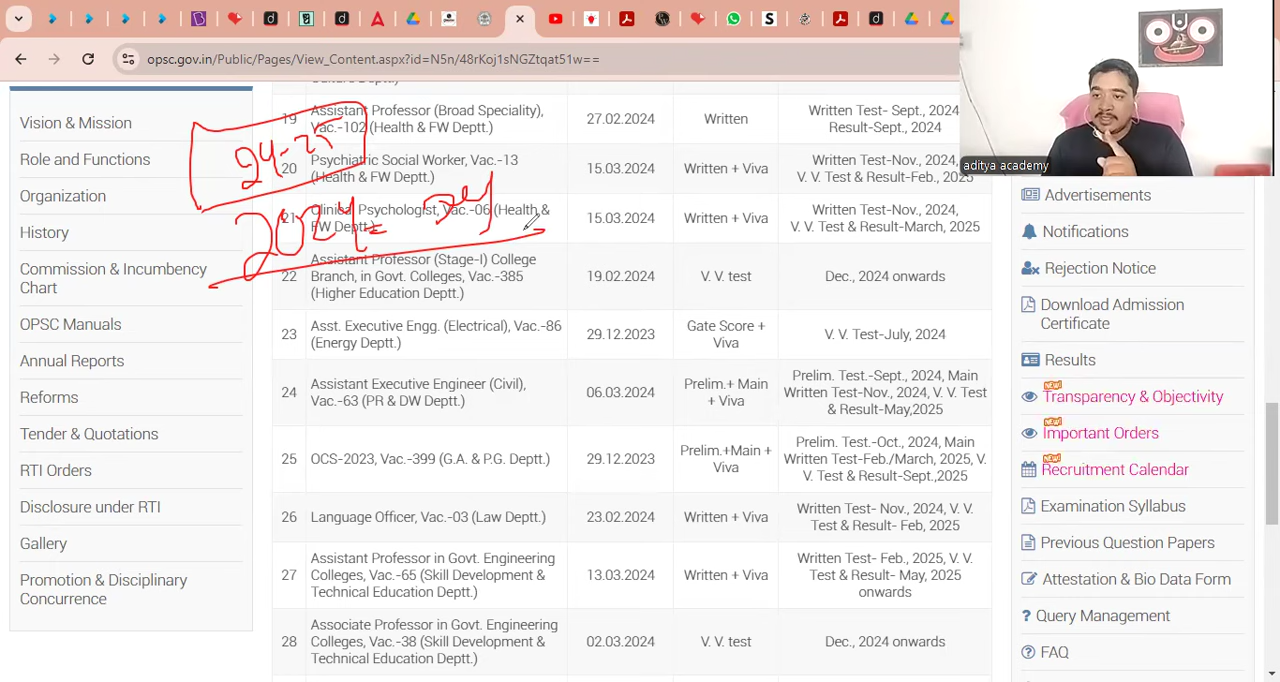 opsc.gov.in/Public/Pages/View_Content.aspx?id=N5n/48rKoj1sNGZtqat51w==
aditya academy
Vision & Mission
Role and Functions
Organization
History
Commission & Incumbency
Chart
OPSC Manuals
Annual Reports
Reforms
Tender & Quotations
RTI Orders
Disclosure under RTI
Gallery
Promotion & Disciplinary
Concurrence
24-25
2024 =
19 Assistant Professor (Broad Speciality), Vac.-102 (Health & FW Deptt.) 27.02.2024 Written Written Test- Sept., 2024 Result-Sept., 2024
20 Psychiatric Social Worker, Vac.-13 (Health & FW Deptt.) 15.03.2024 Written + Viva Written Test-Nov., 2024, V. V. Test & Result-Feb., 2025
21 Clinical Psychologist, Vac.-06 (Health & FW Deptt.) 15.03.2024 Written + Viva Written Test-Nov., 2024, V. V. Test & Result-March, 2025
22 Assistant Professor (Stage-I) College Branch, in Govt. Colleges, Vac.-385 (Higher Education Deptt.) 19.02.2024 V. V. test Dec., 2024 onwards
23 Asst. Executive Engg. (Electrical), Vac.-86 (Energy Deptt.) 29.12.2023 Gate Score + Viva V. V. Test-July, 2024
24 Assistant Executive Engineer (Civil), Vac.-63 (PR & DW Deptt.) 06.03.2024 Prelim.+ Main + Viva Prelim. Test.-Sept., 2024, Main Written Test-Nov., 2024, V. V. Test & Result-May,2025
25 OCS-2023, Vac.-399 (G.A. & P.G. Deptt.) 29.12.2023 Prelim.+Main + Viva Prelim. Test.-Oct., 2024, Main Written Test-Feb./March, 2025, V. V. Test & Result-Sept.,2025
26 Language Officer, Vac.-03 (Law Deptt.) 23.02.2024 Written + Viva Written Test- Nov., 2024, V. V. Test & Result- Feb, 2025
27 Assistant Professor in Govt. Engineering Colleges, Vac.-65 (Skill Development & Technical Education Deptt.) 13.03.2024 Written + Viva Written Test- Feb., 2025, V. V. Test & Result- May, 2025 onwards
28 Associate Professor in Govt. Engineering Colleges, Vac.-38 (Skill Development & Technical Education Deptt.) 02.03.2024 V. V. test Dec., 2024 onwards
Advertisements
Notifications
Rejection Notice
Download Admission
Certificate
Results
NEW!
Transparency & Objectivity
NEW!
Important Orders
NEW!
Recruitment Calendar
Examination Syllabus
Previous Question Papers
Attestation & Bio Data Form
Query Management
FAQ